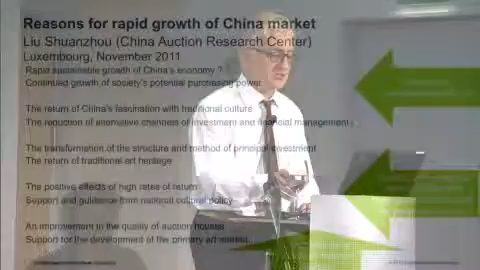 Reasons for rapid growth of China market
Liu Shuanzhou (China Auction Research Center)
Luxembourg, November 2011
Rapid sustainable growth of China's economy ?
Continued growth of society's potential purchasing power
The return of China's fascination with traditional culture
The reduction of alternative channels of investment and financial management
The transformation of the structure and method of principal investment
The return of traditional art heritage
The positive effects of high rates of return
Support and guidance from national cultural policy
An improvement in the quality of auction houses
Support for the development of the primary art market